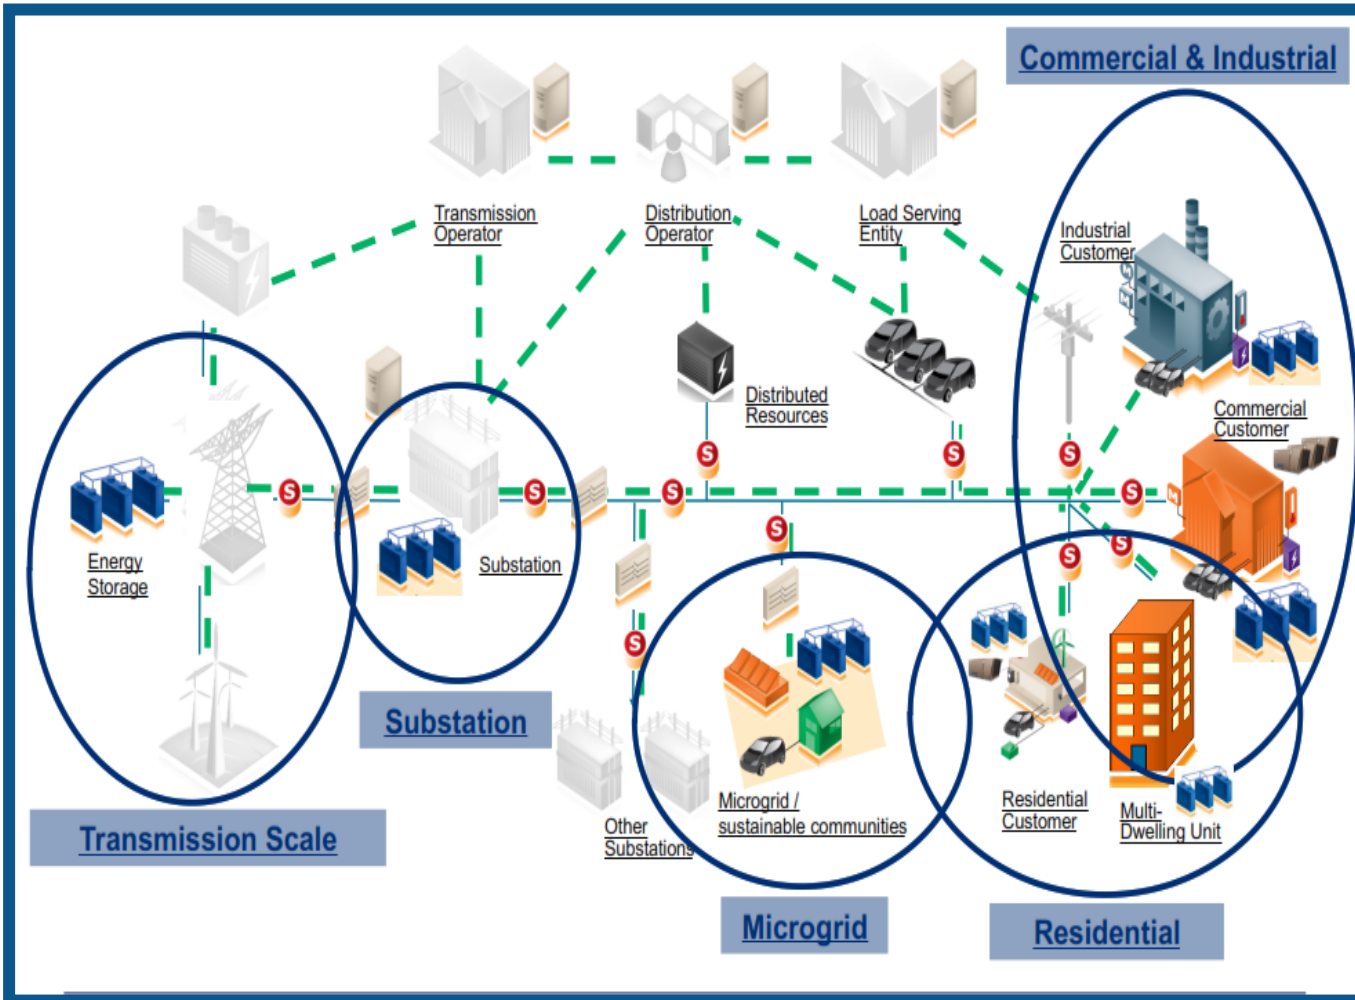 Commercial & Industrial
Transmission
Operator
Distribution
Operator
Load Serving
Entity
Industrial
Customer
M
M
Distributed
Resources
Commercial
Customer
S
S
S
S
S
S
S
S
M
Energy
Storage
Substation
S
S
S
S
Substation
Transmission Scale
Other
Substations
Microgrid /
sustainable communities
Residential
Customer
Multi-
Dwelling Unit
Microgrid
Residential